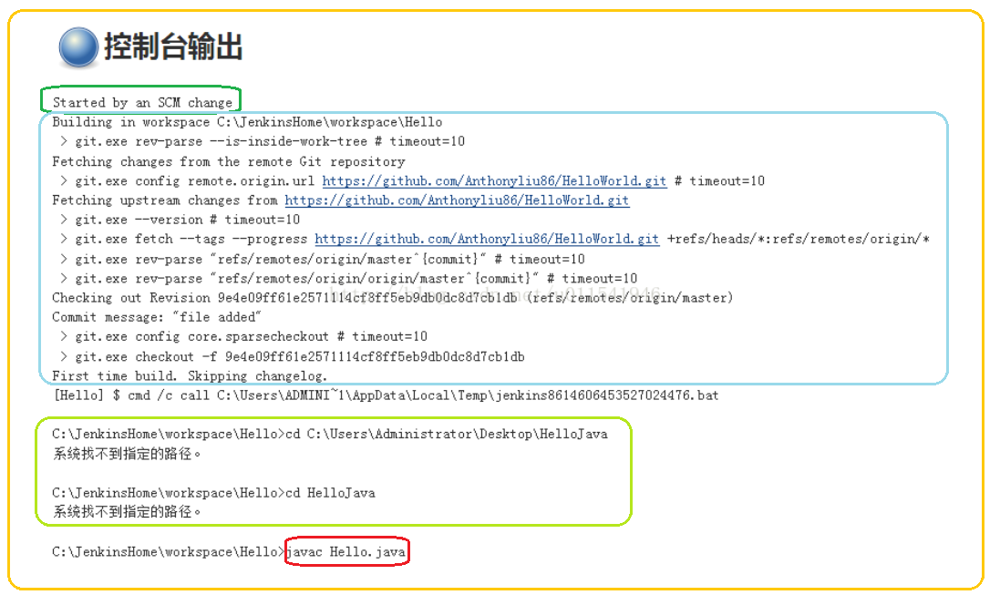 控制台输出
Started by an SCM change
Building in workspace C:\JenkinsHome\workspace\Hello
> git.exe rev-parse --is-inside-work-tree # timeout=10
Fetching changes from the remote Git repository
> git.exe config remote.origin.url https://github.com/Anthonyliu86/HelloWorld.git # timeout=10
Fetching upstream changes from https://github.com/Anthonyliu86/HelloWorld.git
> git.exe --version # timeout=10
> git.exe fetch --tags --progress https://github.com/Anthonyliu86/HelloWorld.git +refs/heads/*:refs/remotes/origin/*
> git.exe rev-parse "refs/remotes/origin/master^{commit}" # timeout=10
> git.exe rev-parse "refs/remotes/origin/origin/master^{commit}" # timeout=10
Checking out Revision 9e4e09ff61e2571114cf8ff5eb9db0dc8d7cb1db (refs/remotes/origin/master)
Commit message: "file added"
> git.exe config core.sparsecheckout # timeout=10
> git.exe checkout -f 9e4e09ff61e2571114cf8ff5eb9db0dc8d7cb1db
First time build. Skipping changelog.
[Hello] $ cmd /c call C:\Users\ADMINI~1\AppData\Local\Temp\jenkins8614606453527024476.bat
C:\JenkinsHome\workspace\Hello>cd C:\Users\Administrator\Desktop\HelloJava
系统找不到指定的路径。
C:\JenkinsHome\workspace\Hello>cd HelloJava
系统找不到指定的路径。
C:\JenkinsHome\workspace\Hello>javac Hello.java